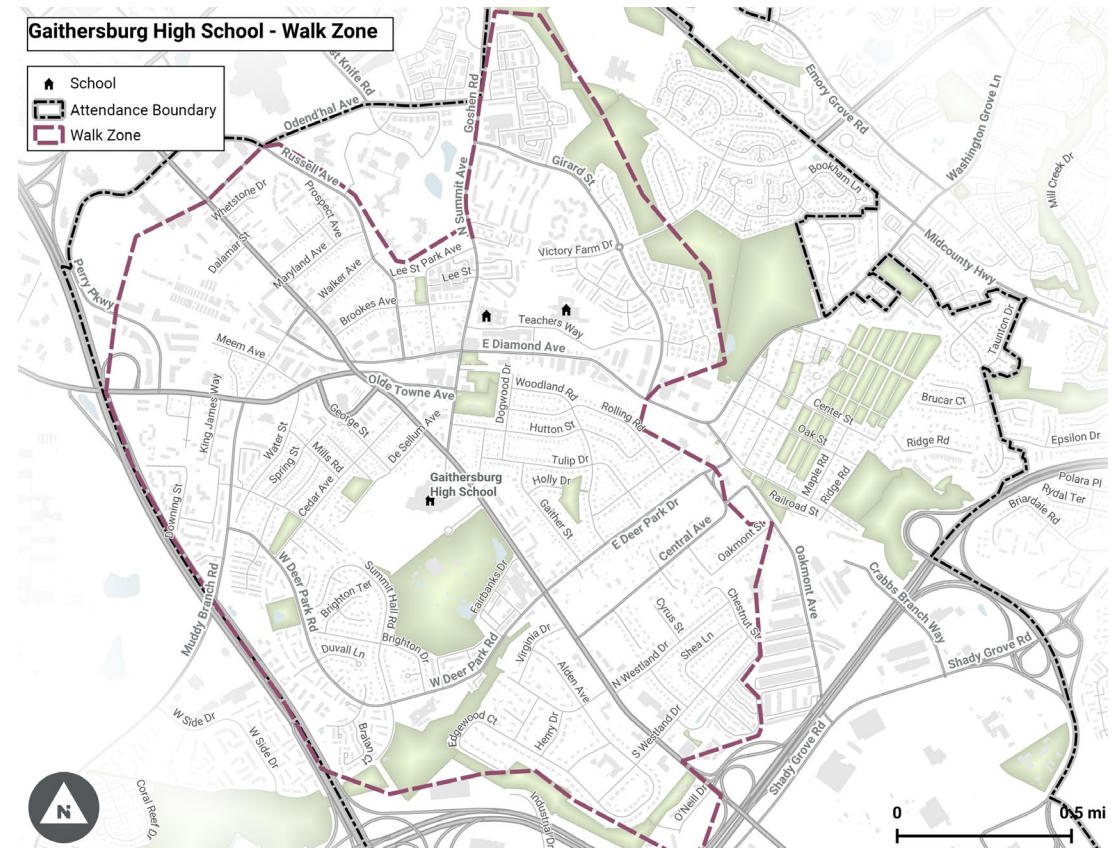 Gaithersburg High School - Walk Zone
School
Attendance Boundary
Walk Zone
st Knife Rd
Odend'hal Ave
Goshen Rd
Emory Grove Rd
Washington Grove Ln
Mill Creek Dr
Russell Ave
Girard St
Bookham Ln
Whetstone Dr
Prospect Ave
N Summit Ave
Midcounty Hwy
Dalamar St
Maryland Ave
Walker Ave
Lee St
Park Ave
Lee St
Victory Farm Dr
Perry Pkwy
Brookes Ave
Teachers Way
Taunton Dr
Meem Ave
E Diamond Ave
Olde Towne Ave
Dogwood Dr
Woodland Rd
Rolling Rd
Brucar Ct
King James Way
George St
De Sellum Ave
Hutton St
Center St
Oak St
Water St
Spring St
Mills Rd
Tulip Dr
Ridge Rd
Epsilon Dr
Cedar Ave
Gaithersburg
High School
Holly Dr
Maple Rd
Ridge Rd
Polara Pl
Rydal Ter
Briardale Rd
Downing St
Gaither St
E Deer Park Dr
Central Ave
Railroad St
Oakmont St
Muddy Branch Rd
W Deer Park Rd
Summit Hall Rd
Fairbanks Dr
Oakmont Ave
Crabbs Branch Way
Brighton Ter
Cyrus St
Chestnut St
Duvall Ln
Brighton Dr
W Deer Park Rd
Virginia Dr
Shea Ln
Shady Grove Rd
Alden Ave
N Westland Dr
W Side Dr
W Side Dr
Bralan Ct
Edgewood Ct
Henry Dr
S Westland Dr
Shady Grove Rd
Coral Reef Dr
Industrial Dr
O'Neill Dr
N
0
0.5 mi